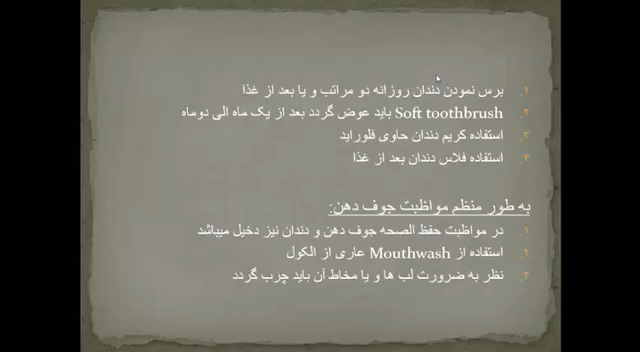 ۱. برس نمودن دندان روزانه دو مراتب و یا بعد از غذا
۲. Soft toothbrush باید عوض گردد بعد از یک ماه الی دوماه
۳. استفاده کریم دندان حاوی فلوراید
۴. استفاده فلاس دندان بعد از غذا
به طور منظم مواظبت جوف دهن:
۱. در مواظبت حفظ الصحه جوف دهن و دندان نیز دخیل میباشد
۲. استفاده از Mouthwash عاری از الکول
۳. نظر به ضرورت لب ها و یا مخاط آن باید چرب گردد